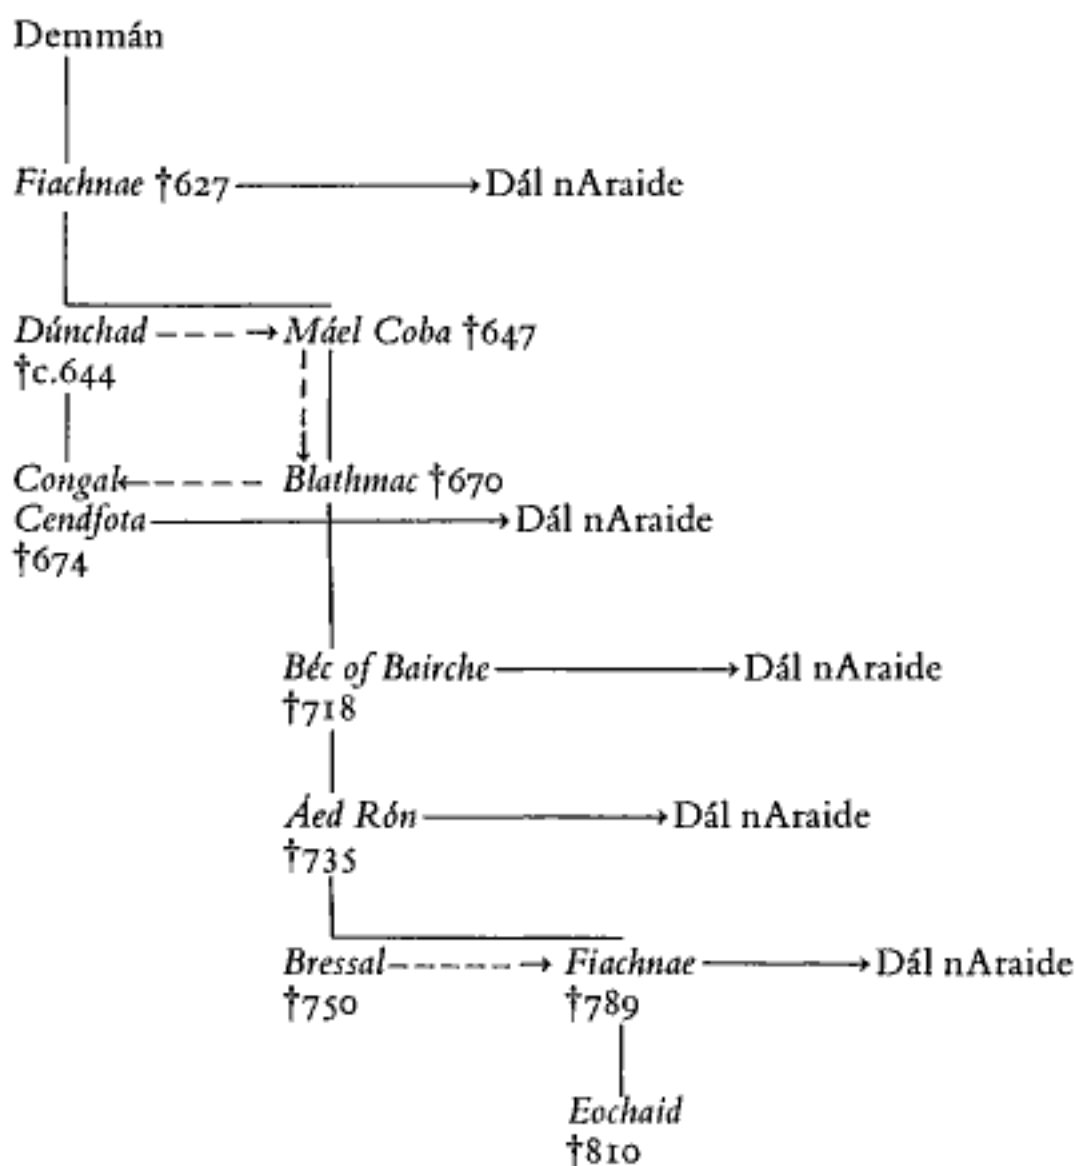 Demmán
Fiachnae †627 Dál nAraide
Dúnchad Máel Coba †647
†c.644
Congal Blathmac †670
Cendfota Dál nAraide
†674
Béc of Bairche Dál nAraide
†718
Áed Rón Dál nAraide
†735
Bressal Fiachnae Dál nAraide
†750 †789
Eochaid
†810